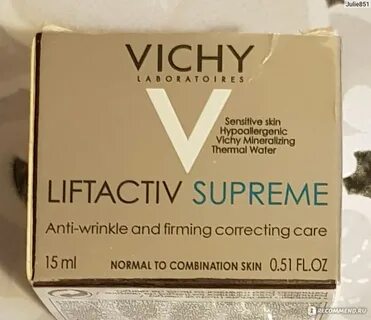 Julie851
VICHY
LABORATOIRES
V
Sensitive skin
Hypoallergenic
Vichy Mineralizing
Thermal Water
LIFTACTIV SUPREME
Anti-wrinkle and firming correcting care
15 ml NORMAL TO COMBINATION SKIN 0.51 FL.OZ
IRECOMMEND.RU